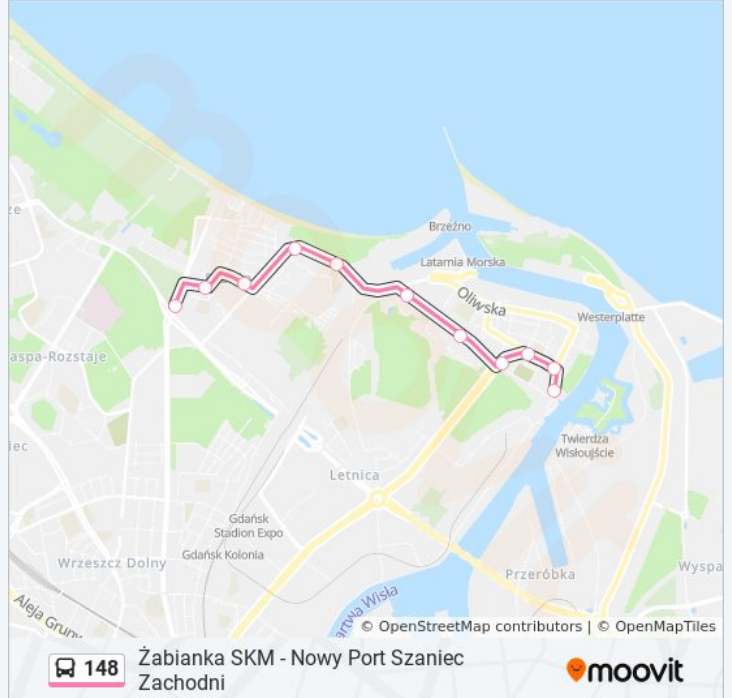 Brzeźno
Latarnia Morska
Oliwska
Westerplatte
ze
aspa-Rozstaje
iec
Twierdza
Wisłoujście
Letnica
Gdańsk
Stadion Expo
Gdańsk Kolonia
Wrzeszcz Dolny
Przeróbka
Wyspa
Aleja Grunw
artwa Wisła
© OpenStreetMap contributors | © OpenMapTiles
148
Żabianka SKM - Nowy Port Szaniec
Zachodni
moovit